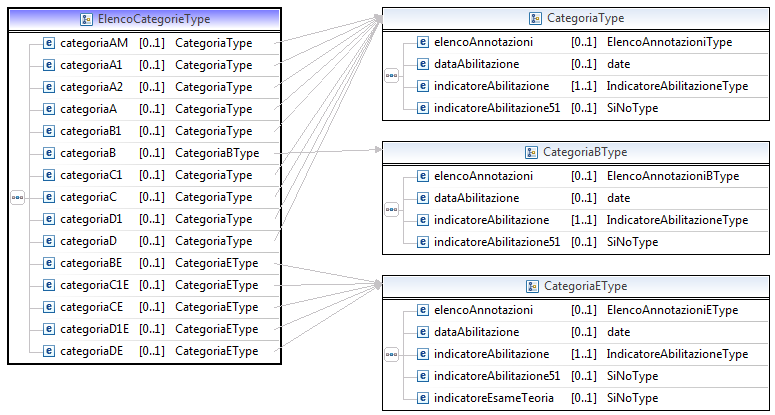 ElencoCategorieType
categoriaAM [0..1] CategoriaType
categoriaA1 [0..1] CategoriaType
categoriaA2 [0..1] CategoriaType
categoriaA [0..1] CategoriaType
categoriaB1 [0..1] CategoriaType
categoriaB [0..1] CategoriaBType
categoriaC1 [0..1] CategoriaType
categoriaC [0..1] CategoriaType
categoriaD1 [0..1] CategoriaType
categoriaD [0..1] CategoriaType
categoriaBE [0..1] CategoriaEType
categoriaC1E [0..1] CategoriaEType
categoriaCE [0..1] CategoriaEType
categoriaD1E [0..1] CategoriaEType
categoriaDE [0..1] CategoriaEType
CategoriaType
elencoAnnotazioni [0..1] ElencoAnnotazioniType
dataAbilitazione [0..1] date
indicatoreAbilitazione [1..1] IndicatoreAbilitazioneType
indicatoreAbilitazione51 [0..1] SiNoType
CategoriaBType
elencoAnnotazioni [0..1] ElencoAnnotazioniBType
dataAbilitazione [0..1] date
indicatoreAbilitazione [1..1] IndicatoreAbilitazioneType
indicatoreAbilitazione51 [0..1] SiNoType
CategoriaEType
elencoAnnotazioni [0..1] ElencoAnnotazioniEType
dataAbilitazione [0..1] date
indicatoreAbilitazione [1..1] IndicatoreAbilitazioneType
indicatoreAbilitazione51 [0..1] SiNoType
indicatoreEsameTeoria [0..1] SiNoType